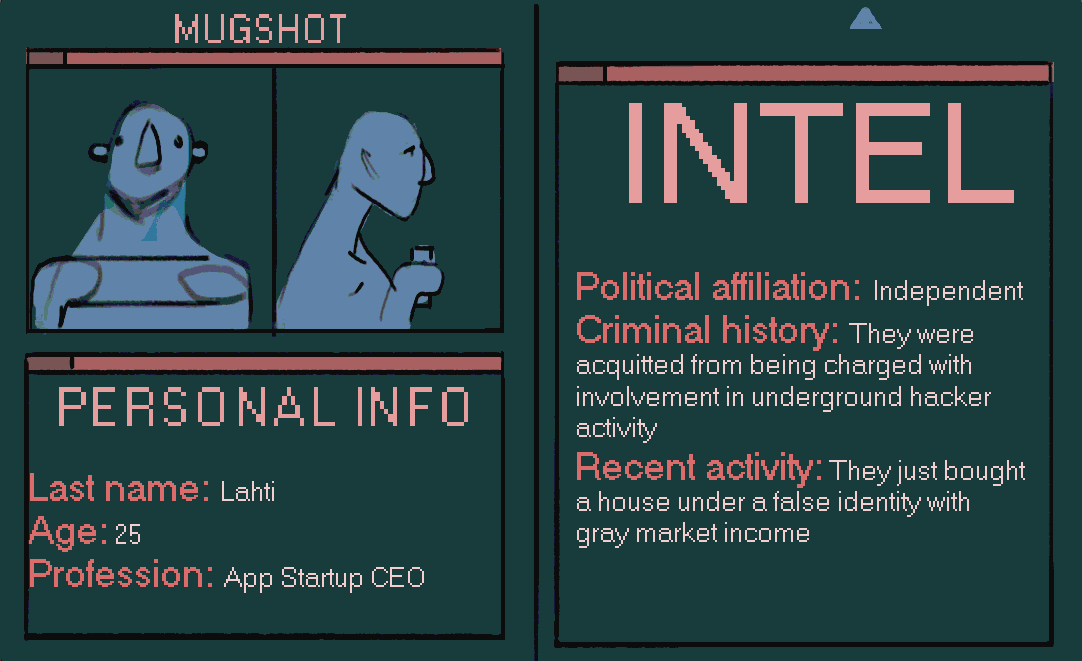 MUGSHOT
PERSONAL INFO
Last name: Lahti
Age: 25
Profession: App Startup CEO
INTEL
Political affiliation: Independent
Criminal history: They were
acquitted from being charged with
involvement in underground hacker
activity
Recent activity: They just bought
a house under a false identity with
gray market income